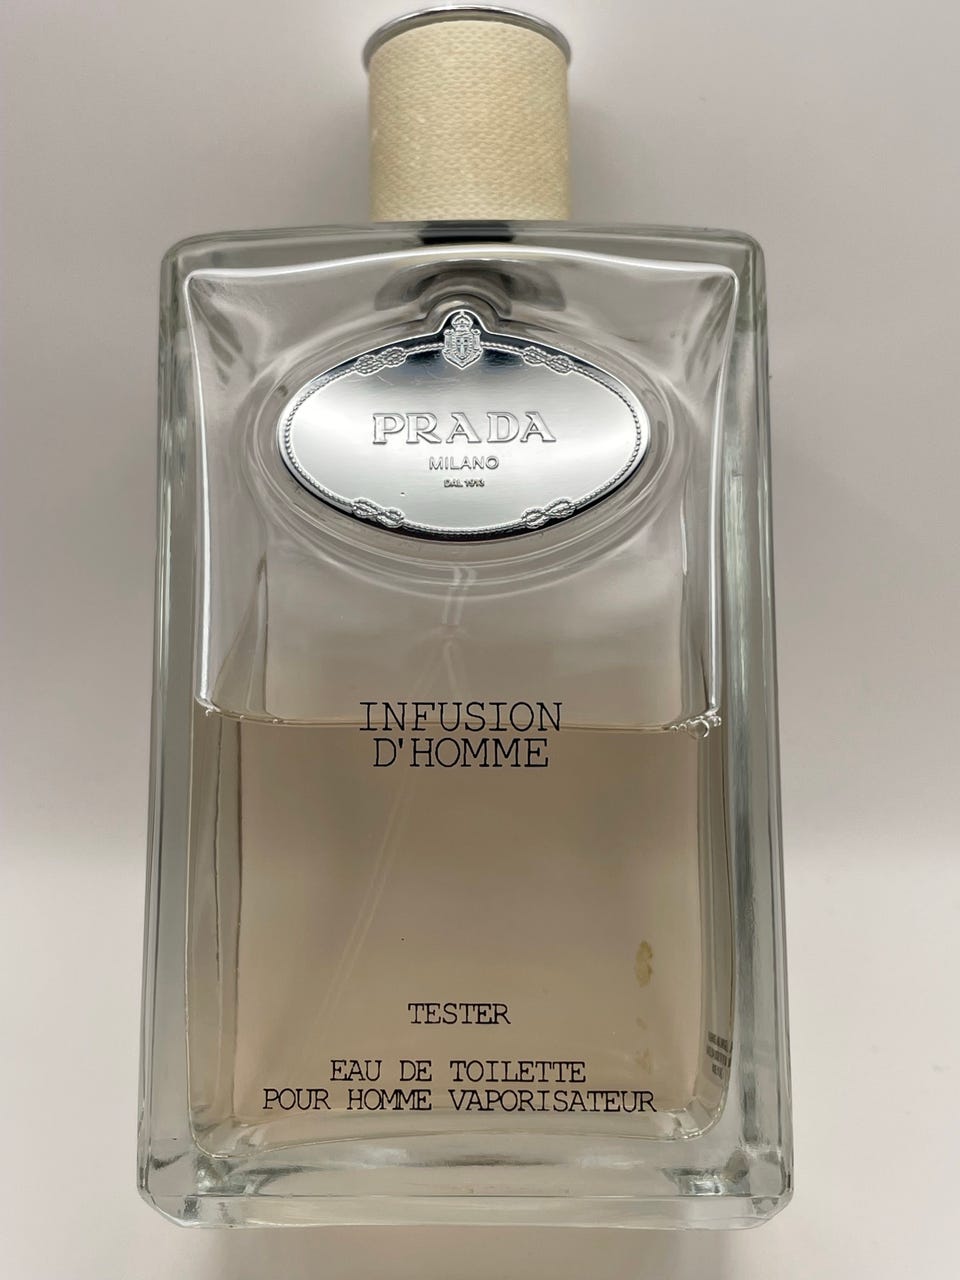 PRADA
MILANO
DAL 1913
INFUSION
D'HOMME
TESTER
EAU DE TOILETTE
POUR HOMME VAPORISATEUR